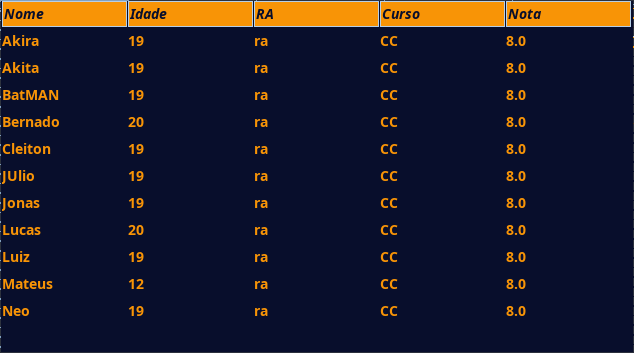 Nome Idade RA Curso Nota
Akira 19 ra CC 8.0
Akita 19 ra CC 8.0
BatMAN 19 ra CC 8.0
Bernado 20 ra CC 8.0
Cleiton 19 ra CC 8.0
JUlio 19 ra CC 8.0
Jonas 19 ra CC 8.0
Lucas 20 ra CC 8.0
Luiz 19 ra CC 8.0
Mateus 12 ra CC 8.0
Neo 19 ra CC 8.0